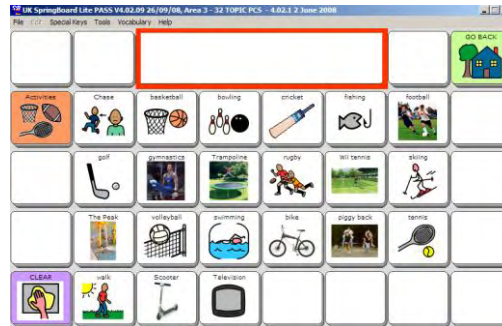 UK SpringBoard Lite PASS V4.02.09 26/09/08, Area 3 - 32 TOPIC PCS - 4.02.1 2 June 2008
File Edit Special Keys Tools Vocabulary Help
GO BACK
Activities Chase basketball bowling cricket fishing football
golf gymnastics Trampoline rugby Wii tennis skiing
The Peak volleyball swimming bike piggy back tennis
CLEAR walk Scooter Television